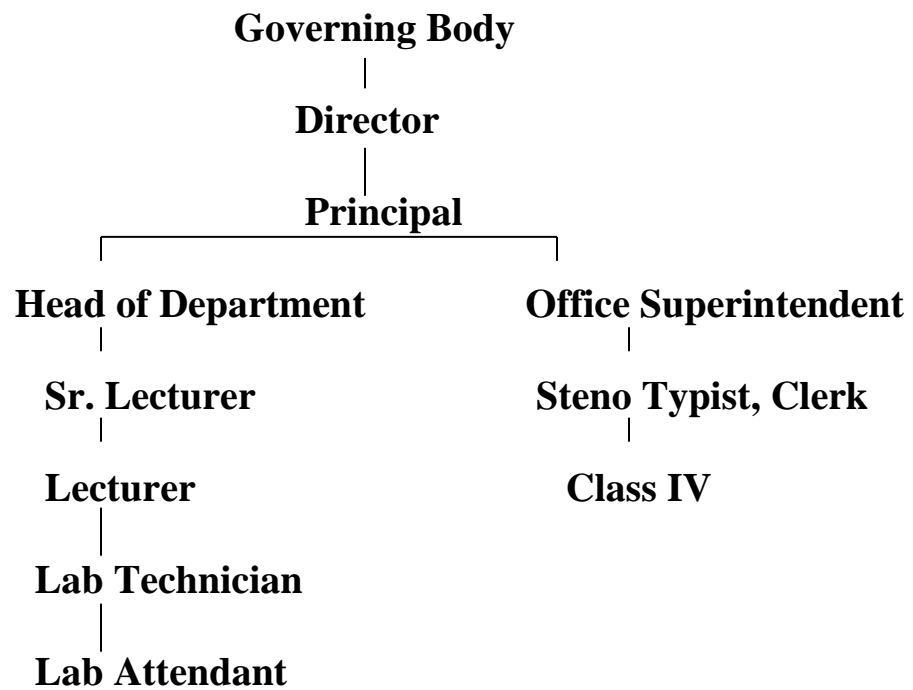 Governing Body
Director
Principal
Head of Department
Office Superintendent
Sr. Lecturer
Steno Typist, Clerk
Lecturer
Class IV
Lab Technician
Lab Attendant